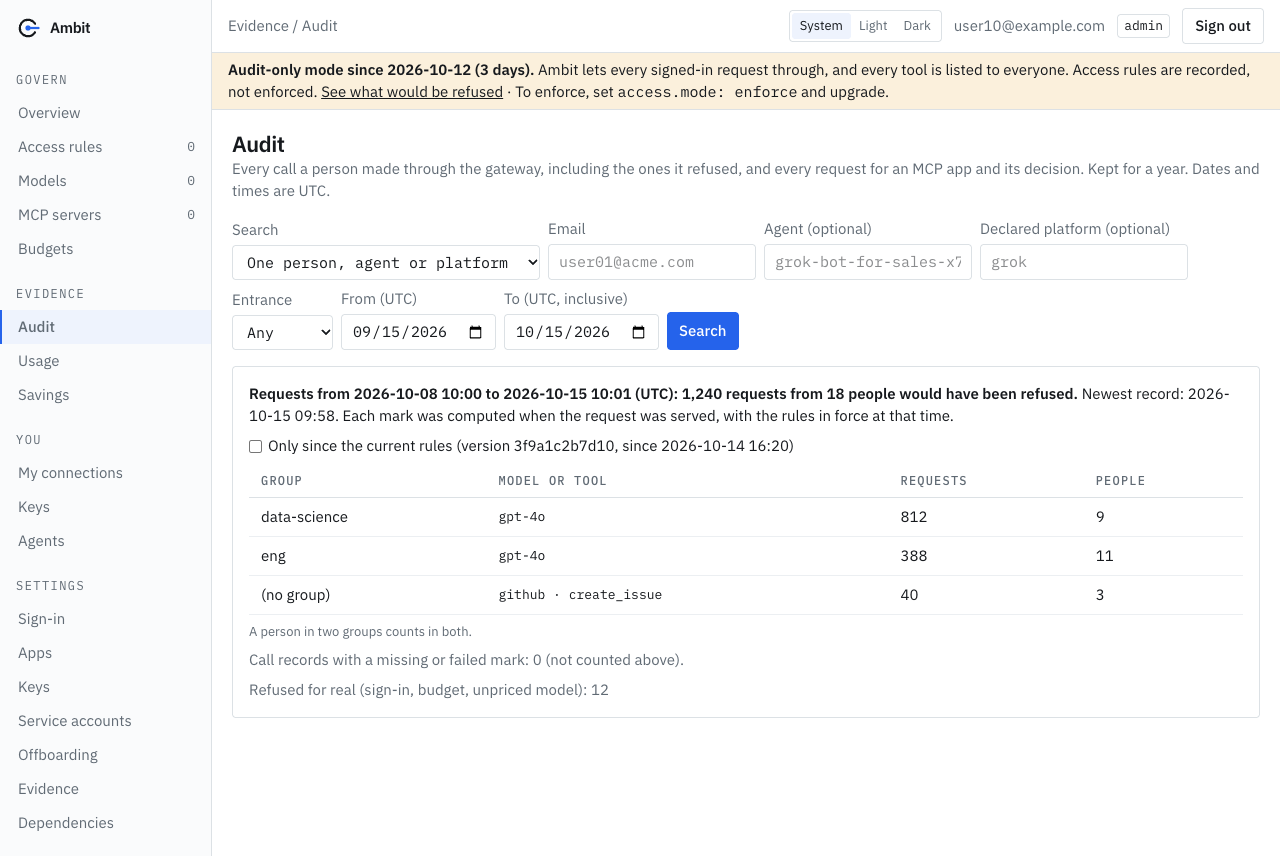 Ambit
Evidence / Audit
System Light Dark
user10@example.com
admin
Sign out
GOVERN
Overview
Access rules 0
Models 0
MCP servers 0
Budgets
EVIDENCE
Audit
Usage
Savings
YOU
My connections
Keys
Agents
SETTINGS
Sign-in
Apps
Keys
Service accounts
Offboarding
Evidence
Dependencies
Audit-only mode since 2026-10-12 (3 days). Ambit lets every signed-in request through, and every tool is listed to everyone. Access rules are recorded,
not enforced. See what would be refused · To enforce, set access.mode: enforce and upgrade.
Audit
Every call a person made through the gateway, including the ones it refused, and every request for an MCP app and its decision. Kept for a year. Dates and
times are UTC.
Search Email Agent (optional) Declared platform (optional)
One person, agent or platform user01@acme.com grok-bot-for-sales-x7 grok
Entrance From (UTC) To (UTC, inclusive)
Any 09/15/2026 10/15/2026 Search
Requests from 2026-10-08 10:00 to 2026-10-15 10:01 (UTC): 1,240 requests from 18 people would have been refused. Newest record: 2026-
10-15 09:58. Each mark was computed when the request was served, with the rules in force at that time.
Only since the current rules (version 3f9a1c2b7d10, since 2026-10-14 16:20)
GROUP MODEL OR TOOL REQUESTS PEOPLE
data-science gpt-4o 812 9
eng gpt-4o 388 11
(no group) github · create_issue 40 3
A person in two groups counts in both.
Call records with a missing or failed mark: 0 (not counted above).
Refused for real (sign-in, budget, unpriced model): 12